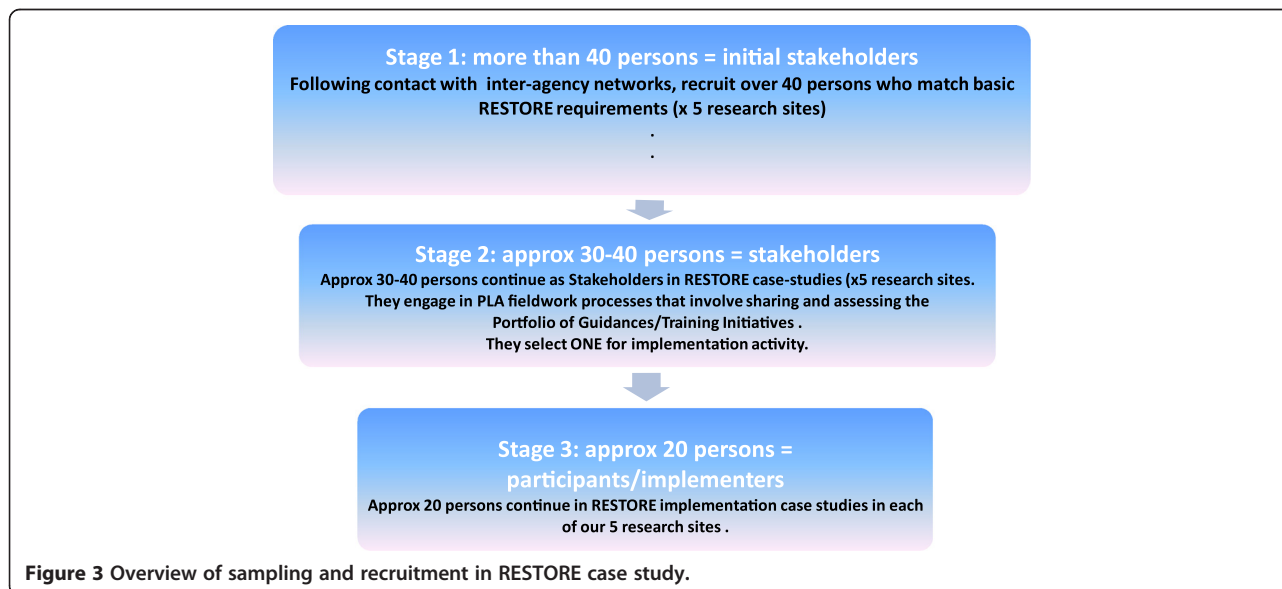 Stage 1: more than 40 persons = initial stakeholders
Following contact with inter-agency networks, recruit over 40 persons who match basic
RESTORE requirements (x 5 research sites)
.
.
Stage 2: approx 30-40 persons = stakeholders
Approx 30-40 persons continue as Stakeholders in RESTORE case-studies (x5 research sites.
They engage in PLA fieldwork processes that involve sharing and assessing the
Portfolio of Guidances/Training Initiatives .
They select ONE for implementation activity.
Stage 3: approx 20 persons =
participants/implementers
Approx 20 persons continue in RESTORE implementation case studies in each
of our 5 research sites .
Figure 3 Overview of sampling and recruitment in RESTORE case study.